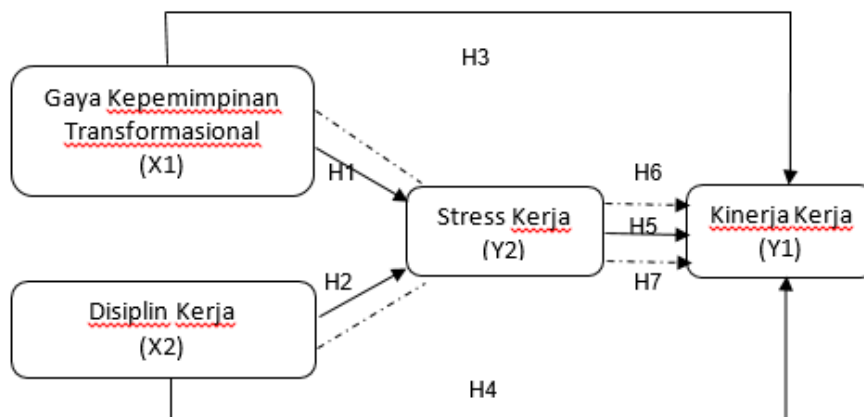 H3
Gaya Kepemimpinan
Transformasional
(X1)
H1
H6
Stress Kerja
(Y2)
H5
Kinerja Kerja
(Y1)
H2
H7
Disiplin Kerja
(X2)
H4